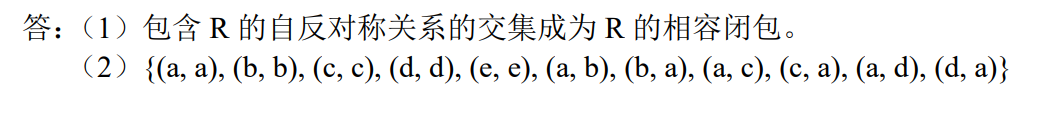 答：（1）包含 R 的自反对称关系的交集成为 R 的相容闭包。
（2）{(a, a), (b, b), (c, c), (d, d), (e, e), (a, b), (b, a), (a, c), (c, a), (a, d), (d, a)}